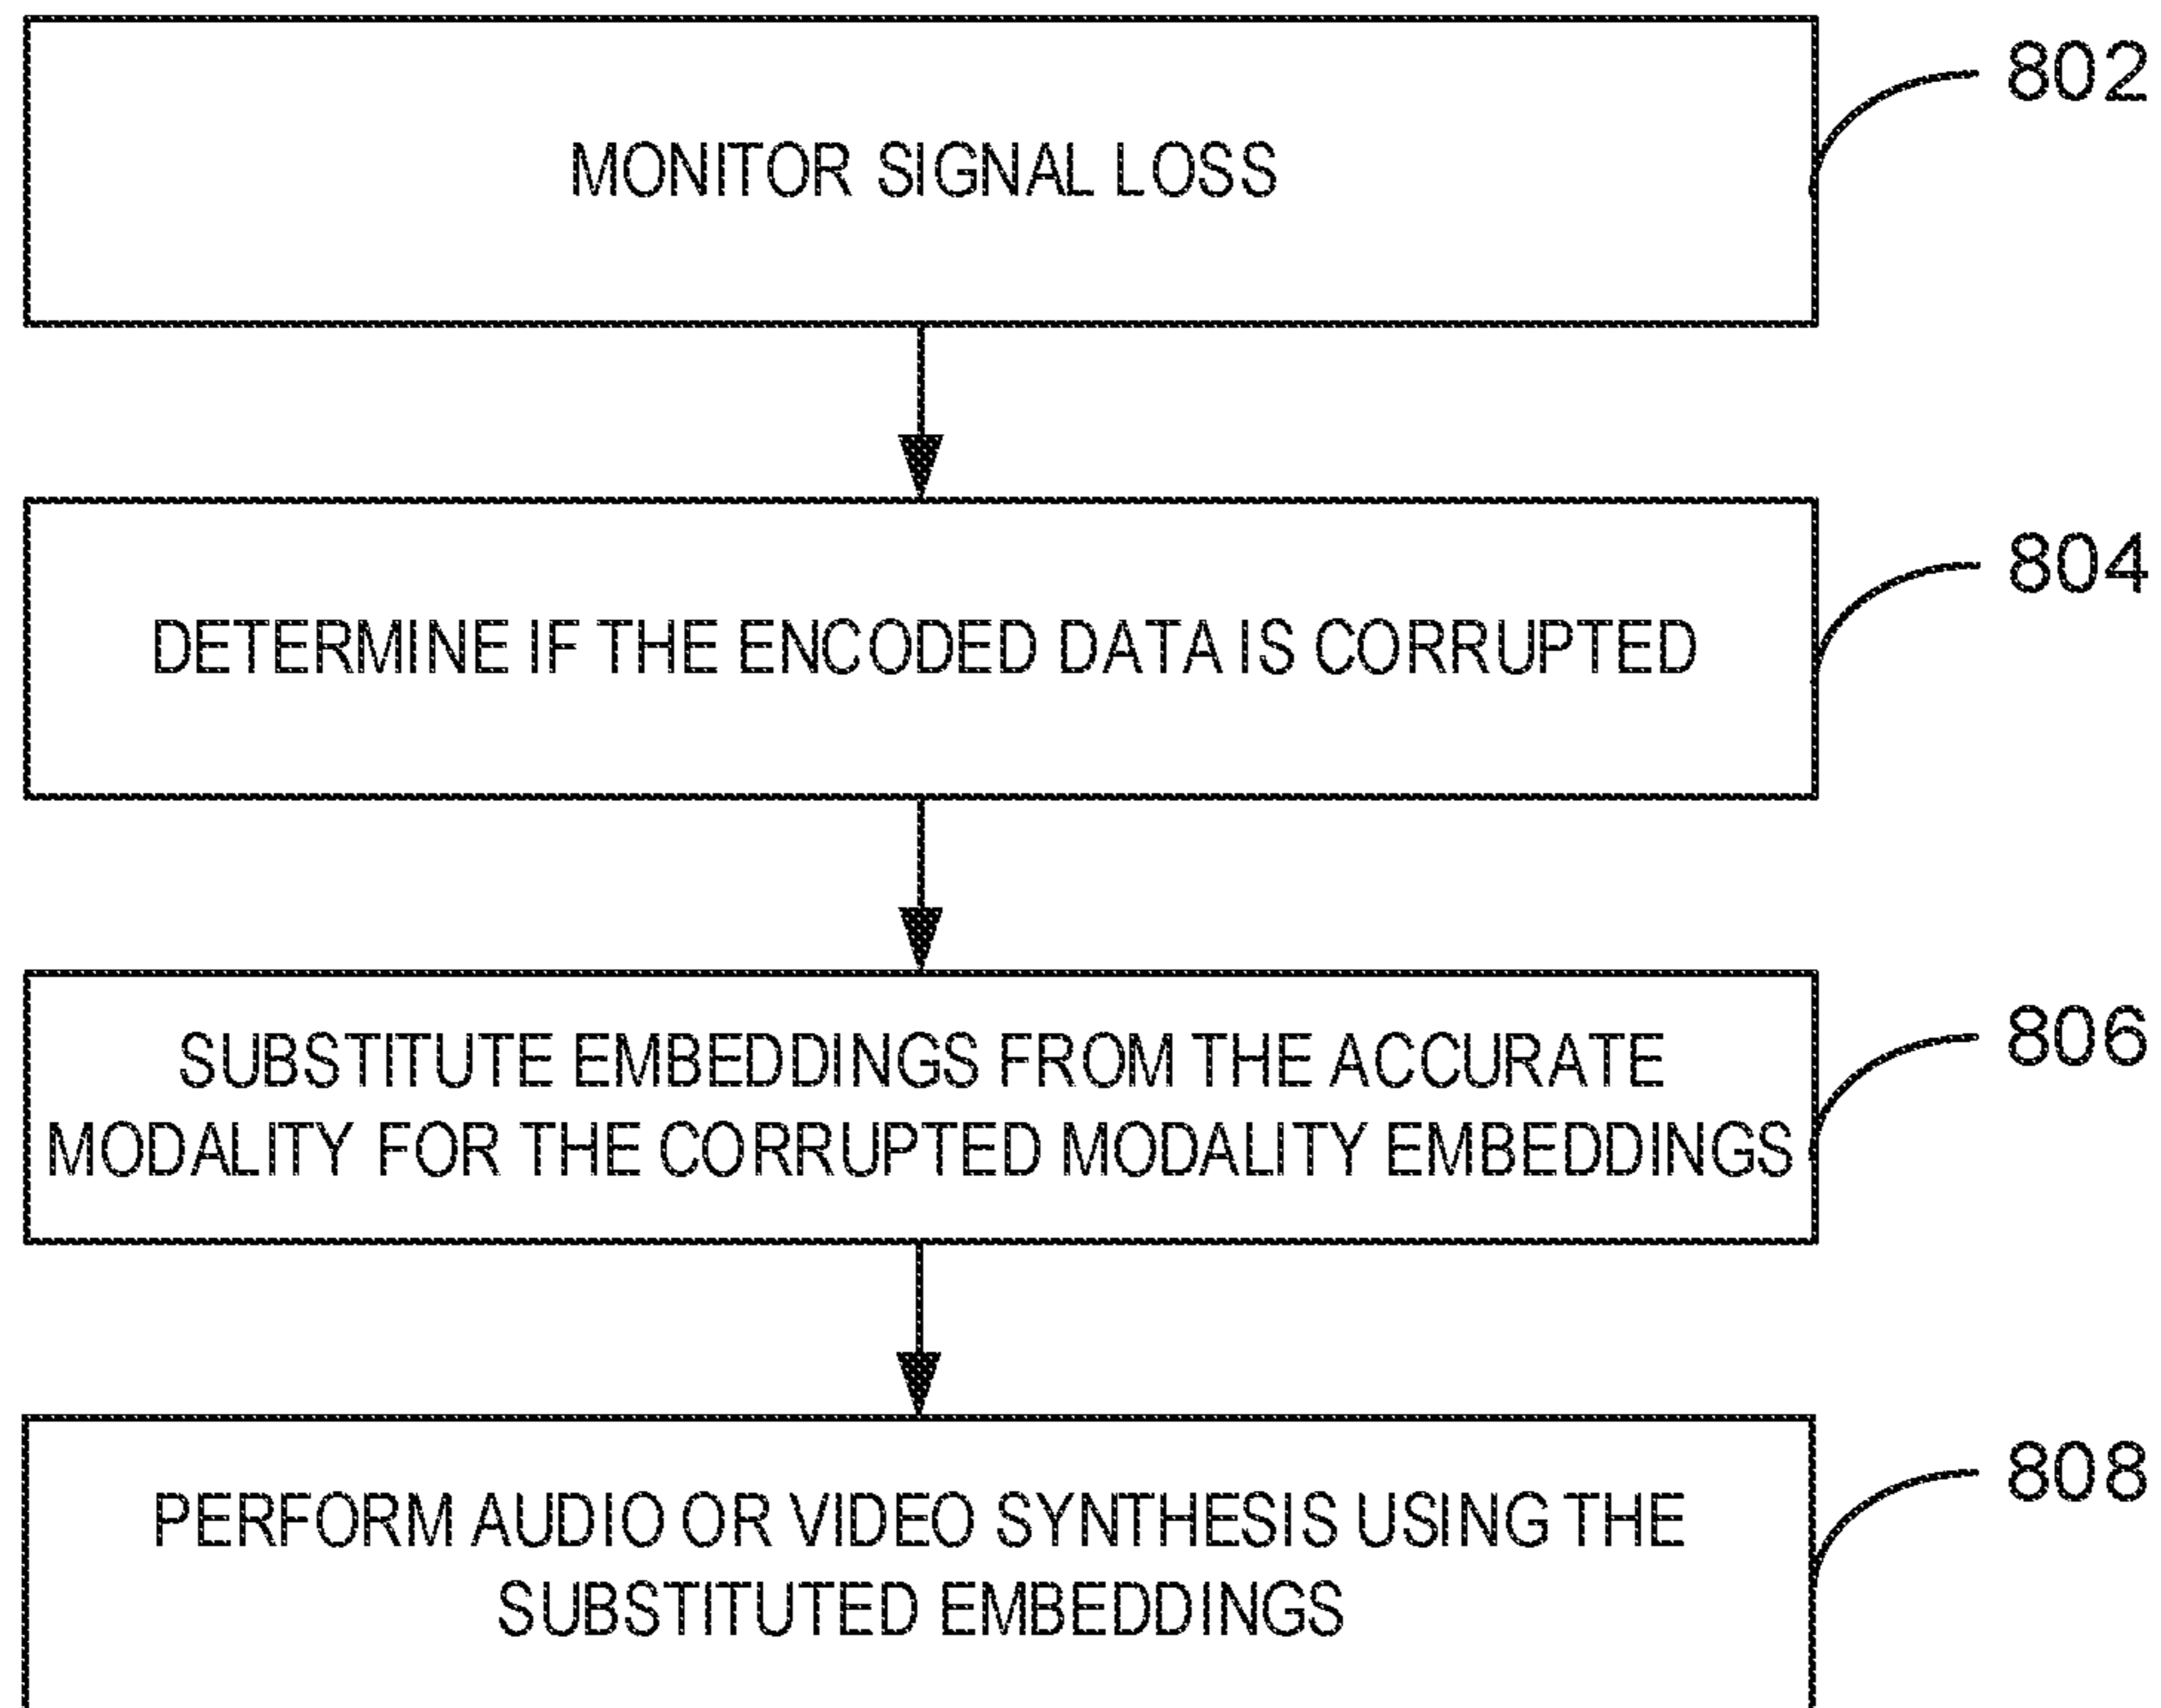 802
MONITOR SIGNAL LOSS
804
DETERMINE IF THE ENCODED DATA IS CORRUPTED
806
SUBSTITUTE EMBEDDINGS FROM THE ACCURATE
MODALITY FOR THE CORRUPTED MODALITY EMBEDDINGS
808
PERFORM AUDIO OR VIDEO SYNTHESIS USING THE
SUBSTITUTED EMBEDDINGS